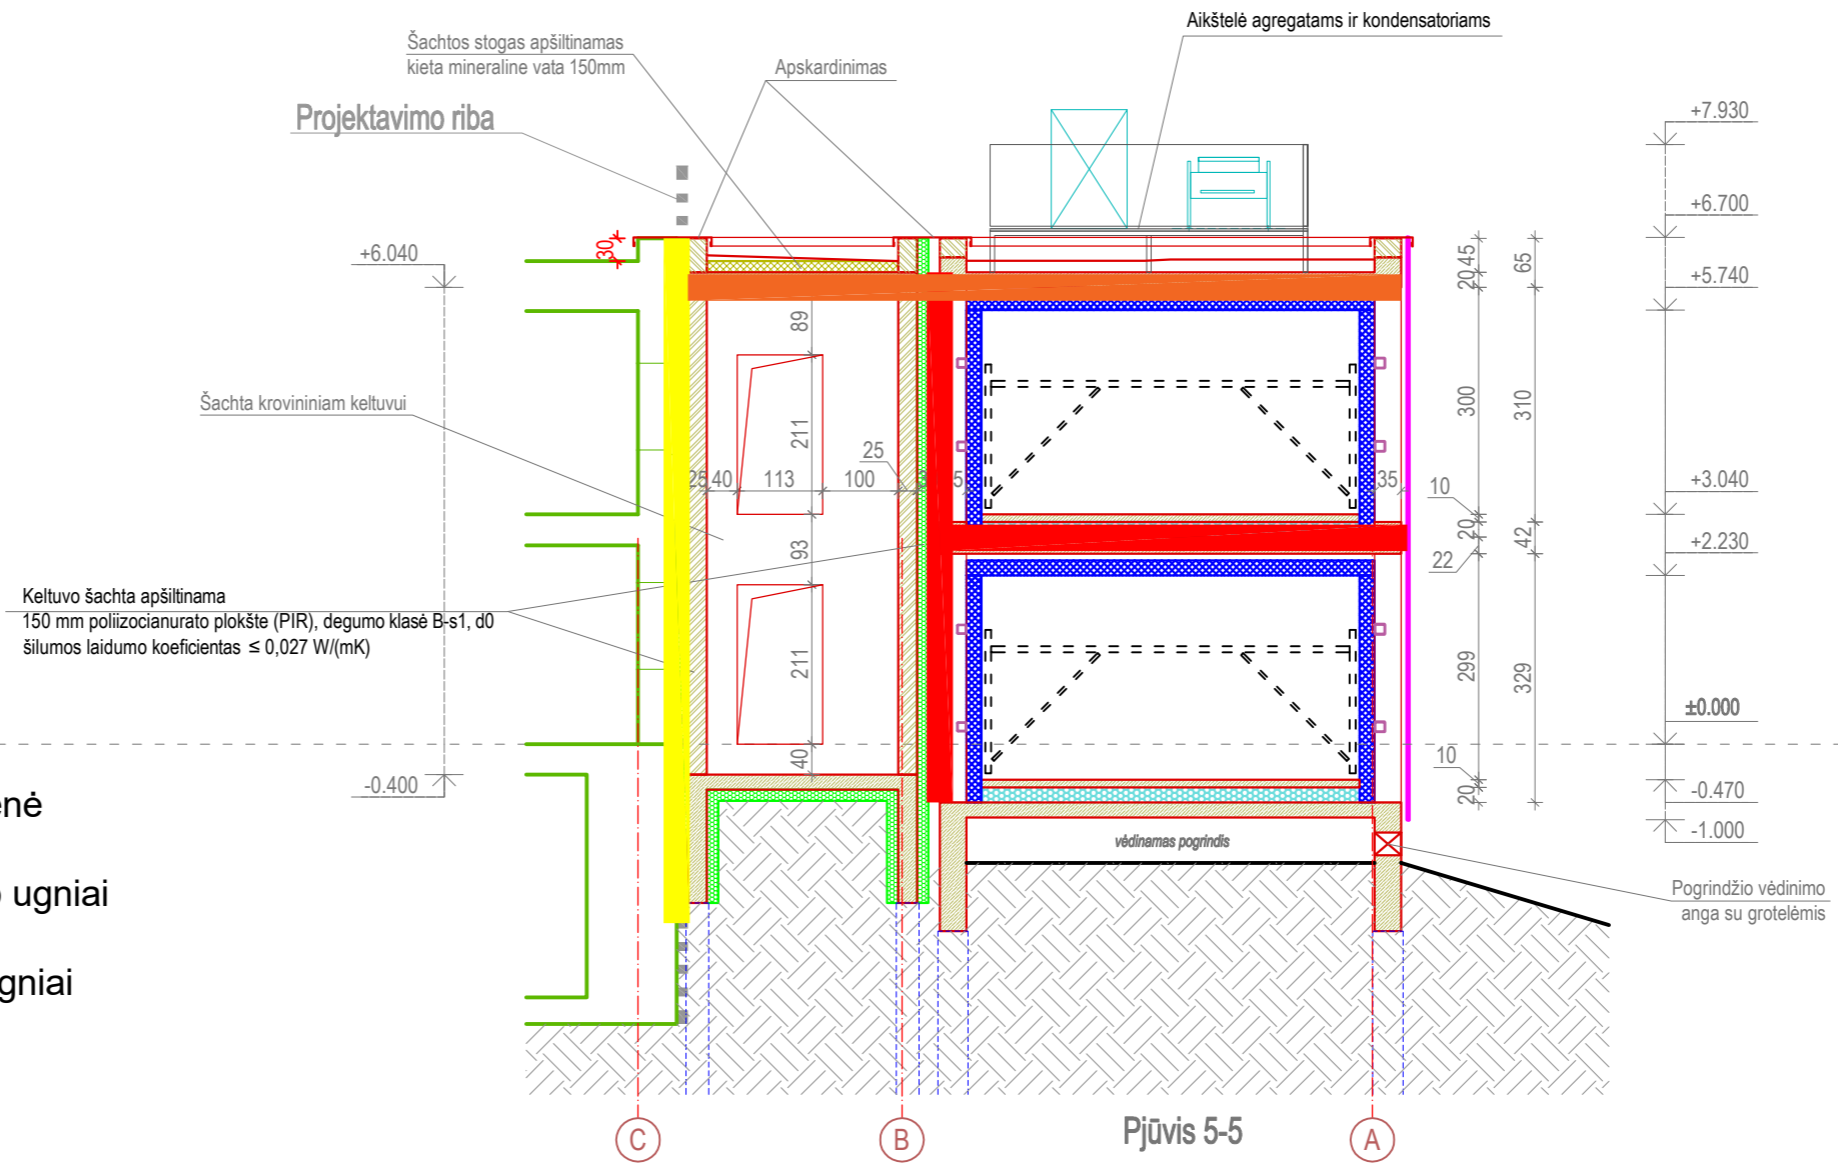 Aikštelė agregatams ir kondensatoriams
Šachtos stogas apšiltinamas
kieta mineraline vata 150mm
Apskardinimas
Projektavimo riba
+7.930
+6.700
+6.040
30
45
20
65
+5.740
89
Šachta krovininiam keltuvui
211
300
310
25
25
40
113
100
35
10
+3.040
93
20
42
+2.230
22
Keltuvo šachta apšiltinama
150 mm poliizocianurato plokšte (PIR), degumo klasė B-s1, d0
šilumos laidumo koeficientas ≤ 0,027 W/(mK)
211
299
329
±0.000
40
10
-0.400
20
-0.470
enė
-1.000
vėdinamas pogrindis
ugniai
Pogrindžio vėdinimo
anga su grotelėmis
gniai
Pjūvis 5-5
C
B
A